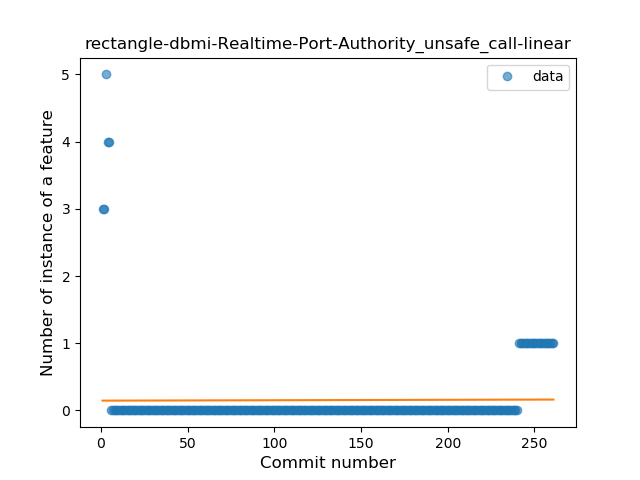 rectangle-dbmi-Realtime-Port-Authority_unsafe_call-linear
data
Number of instance of a feature
5
4
3
2
1
0
0 50 100 150 200 250
Commit number